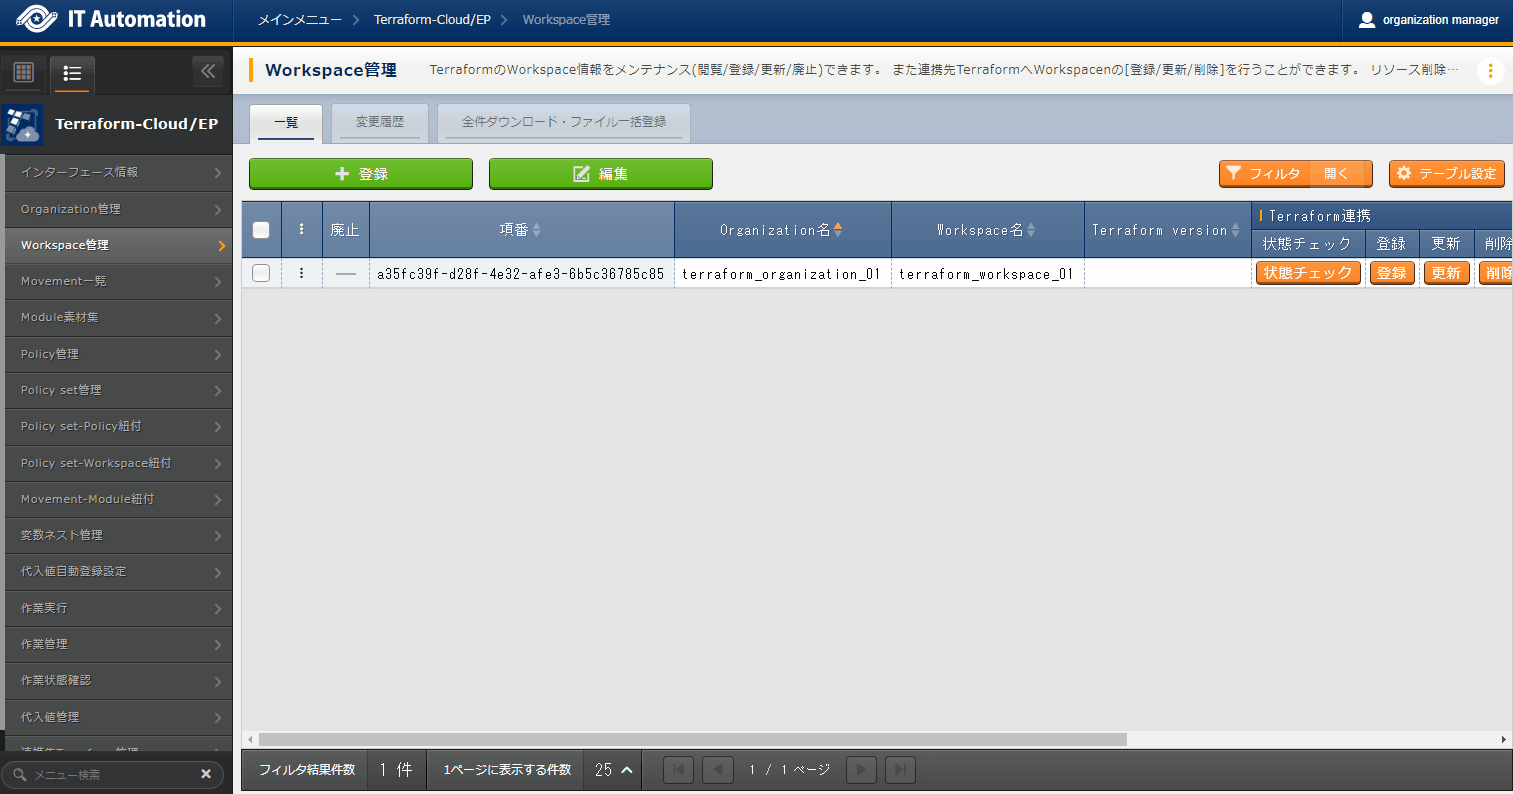 IT Automation
メインメニュー
Terraform-Cloud/EP
Workspace管理
organization manager
Terraform-Cloud/EP
インターフェース情報
Organization管理
Workspace管理
Movement一覧
Module素材集
Policy管理
Policy set管理
Policy set-Policy紐付
Policy set-Workspace紐付
Movement-Module紐付
変数ネスト管理
代入値自動登録設定
作業実行
作業管理
作業状態確認
代入値管理
メニュー検索
Workspace管理
TerraformのWorkspace情報をメンテナンス(閲覧/登録/更新/廃止)できます。 また連携先TerraformへWorkspacenの[登録/更新/削除]を行うことができます。 リソース削除…
一覧
変更履歴
全件ダウンロード・ファイル一括登録
登録
編集
フィルタ 開く
テーブル設定
廃止
項番
Organization名
Workspace名
Terraform version
Terraform連携
状態チェック
登録
更新
削除
a35fc39f-d28f-4e32-afe3-6b5c36785c85
terraform_organization_01
terraform_workspace_01
状態チェック
登録
更新
削除
フィルタ結果件数
1 件
1ページに表示する件数
25
1 / 1 ページ